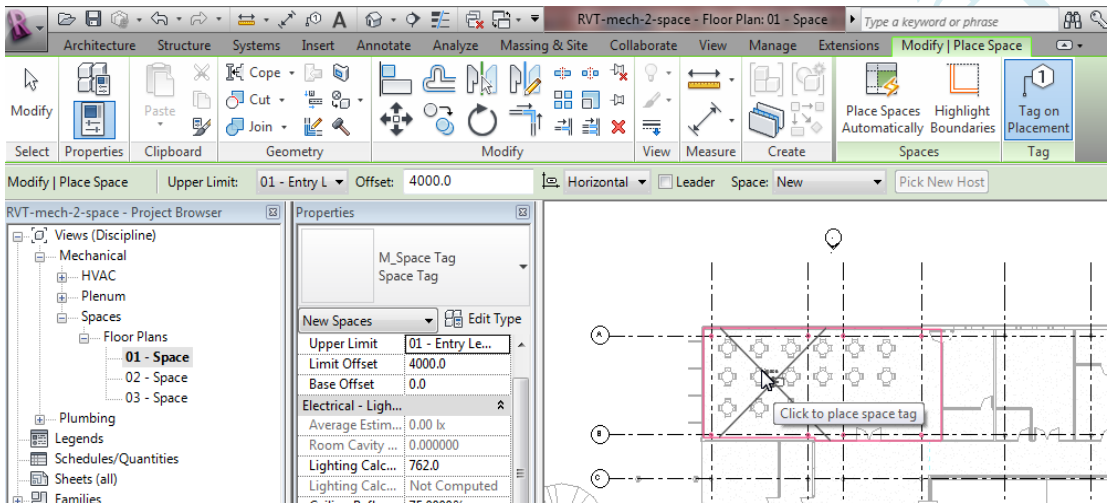 RVT-mech-2-space - Floor Plan: 01 - Space
Type a keyword or phrase
Architecture Structure Systems Insert Annotate Analyze Massing & Site Collaborate View Manage Extensions Modify | Place Space
Modify
Paste
Cope
Cut
Join
Place Spaces Automatically
Highlight Boundaries
1
Tag on Placement
Select Properties Clipboard Geometry Modify View Measure Create Spaces Tag
Modify | Place Space Upper Limit: 01 - Entry L Offset: 4000.0 Horizontal Leader Space: New Pick New Host
RVT-mech-2-space - Project Browser
Views (Discipline)
Mechanical
HVAC
Plenum
Spaces
Floor Plans
01 - Space
02 - Space
03 - Space
Plumbing
Legends
Schedules/Quantities
Sheets (all)
Families
Properties
M_Space Tag
Space Tag
New Spaces Edit Type
Upper Limit 01 - Entry Le...
Limit Offset 4000.0
Base Offset 0.0
Electrical - Ligh...
Average Estim... 0.00 lx
Room Cavity ... 0.000000
Lighting Calc... 762.0
Lighting Calc... Not Computed
A
Click to place space tag
B
C